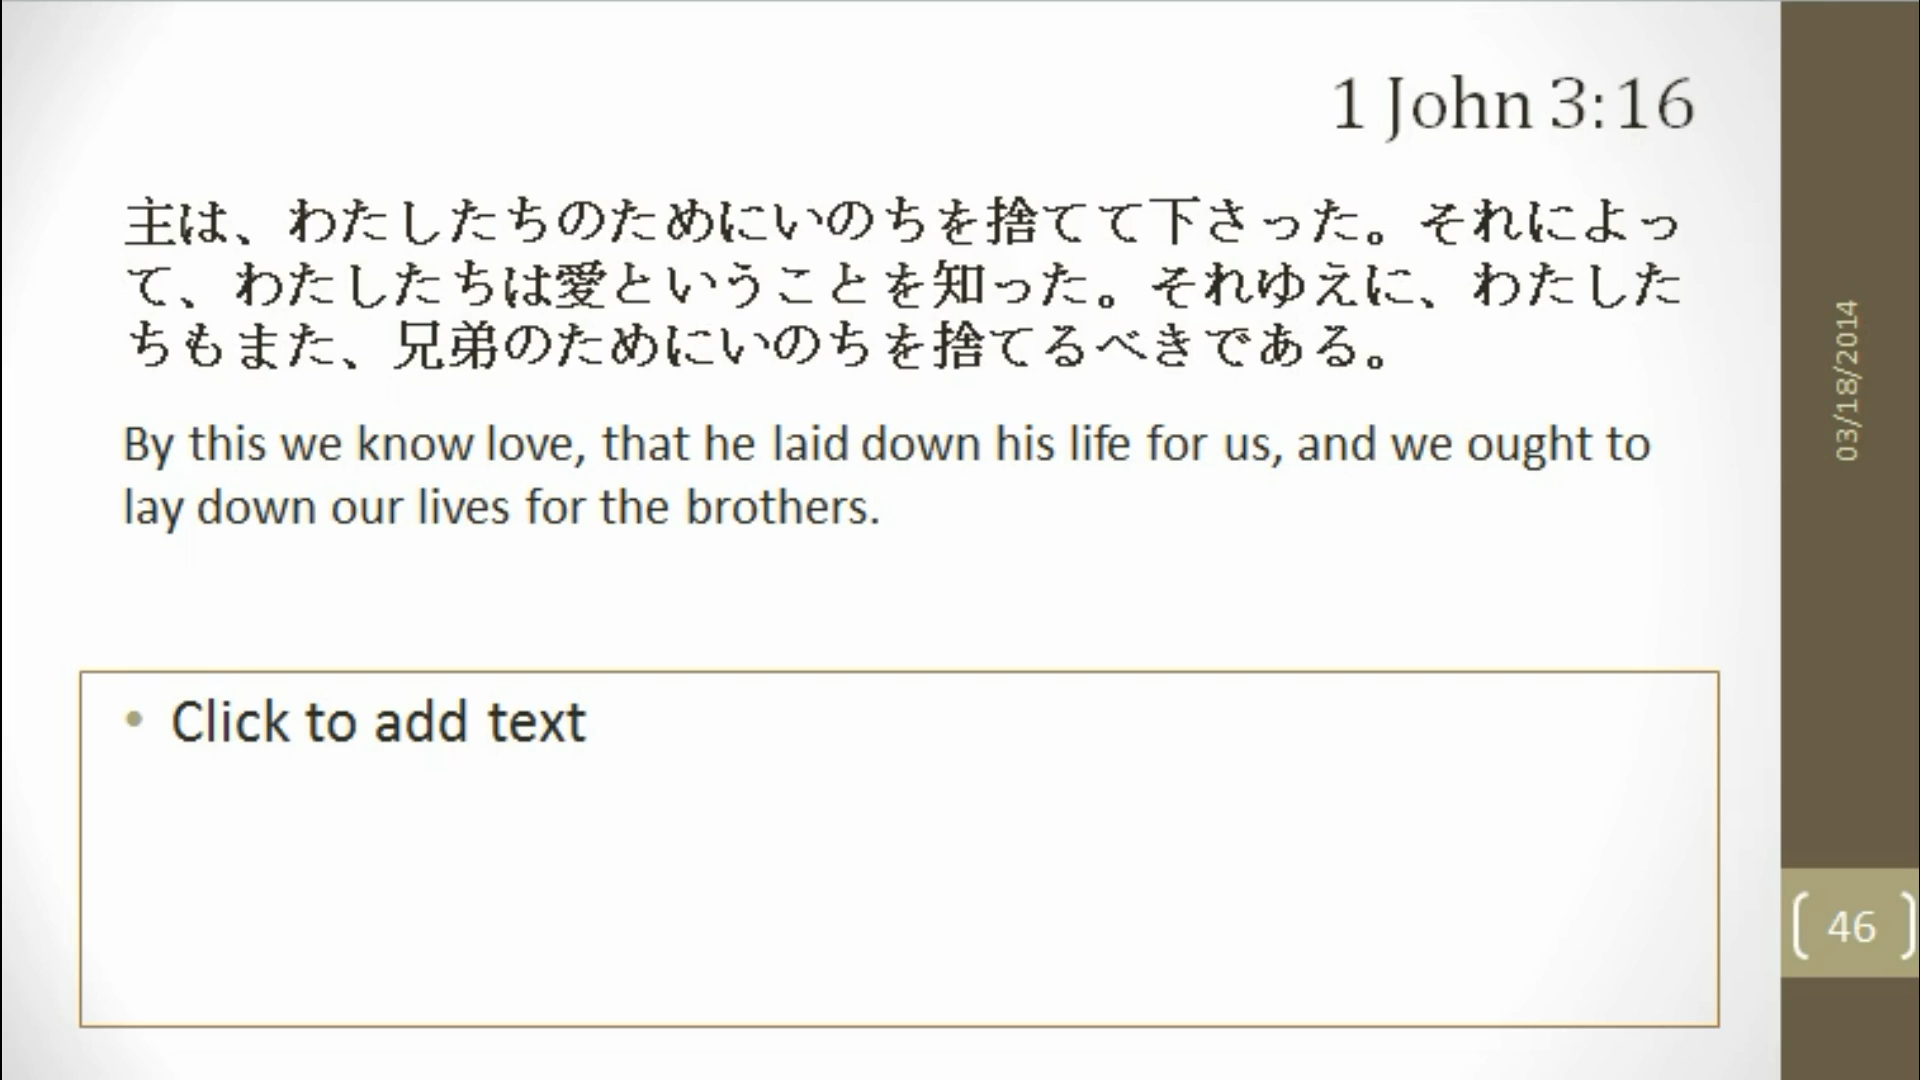 1 John 3:16
主は、わたしたちのためにいのちを捨てて下さった。それによっ
て、わたしたちは愛ということを知った。それゆえに、わたした
ちもまた、兄弟のためにいのちを捨てるべきである。
By this we know love, that he laid down his life for us, and we ought to
lay down our lives for the brothers.
• Click to add text
03/18/2014
46